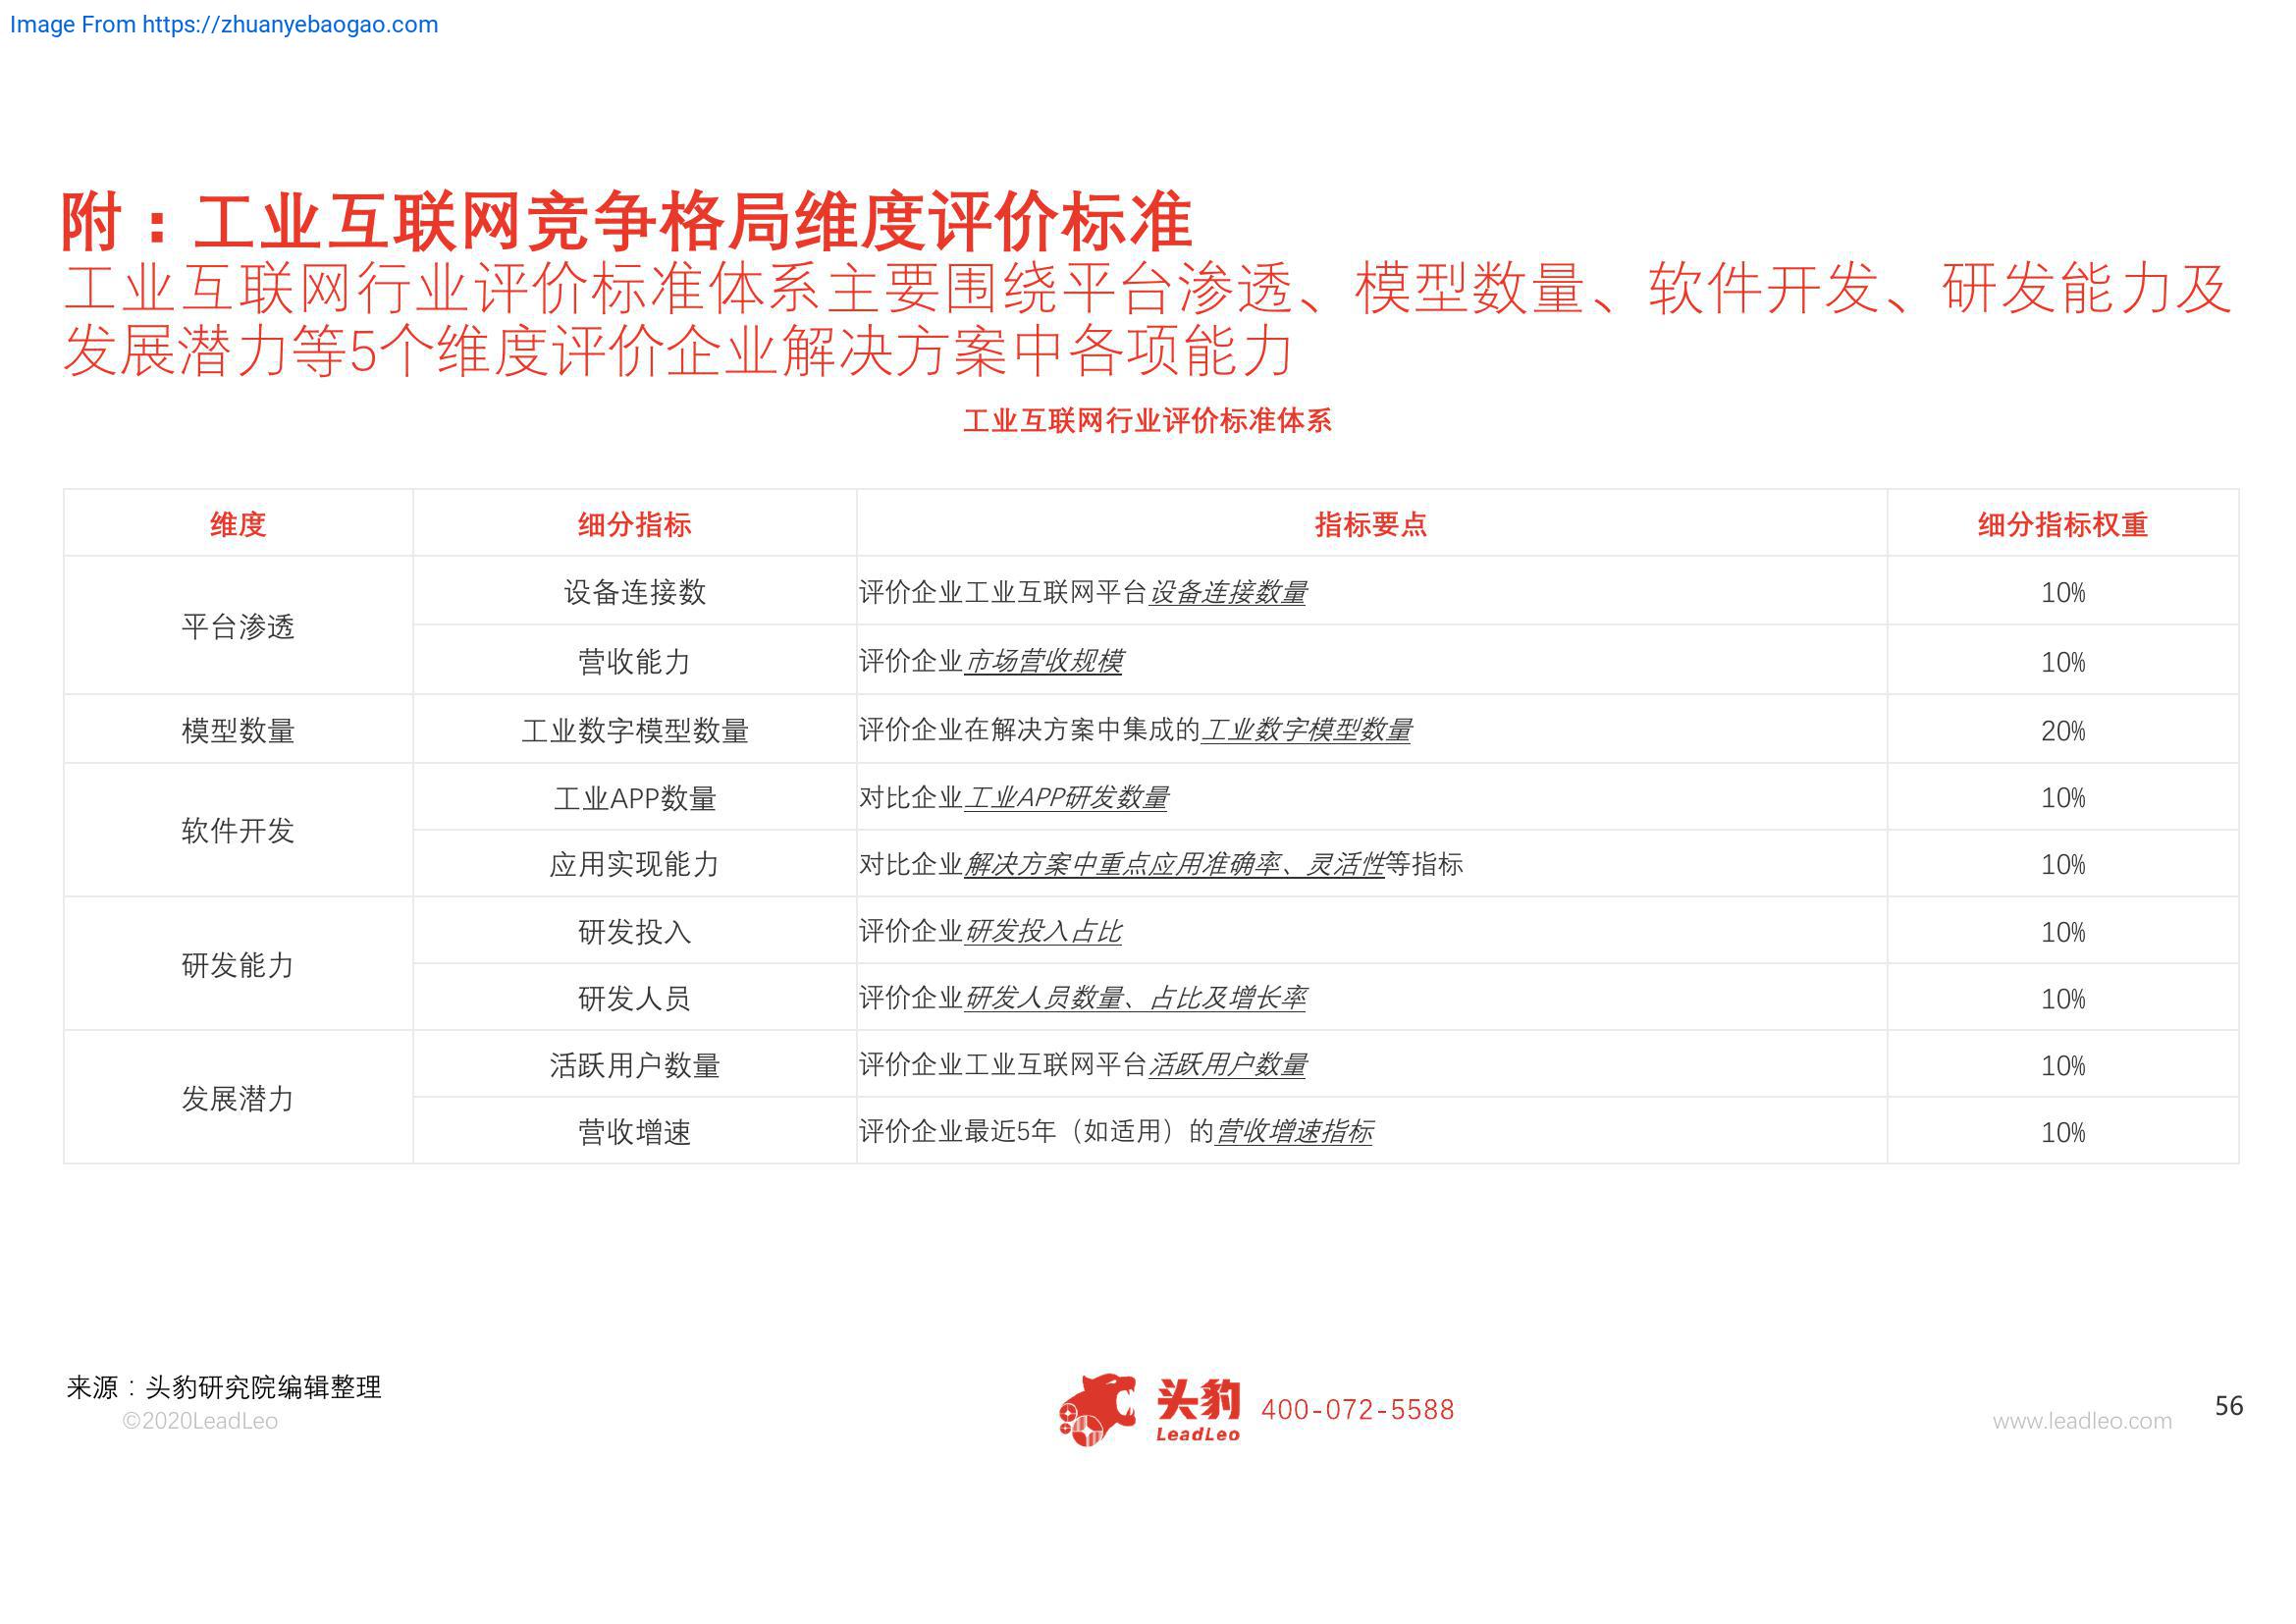 Image From https://zhuanyebaogao.com
附：工业互联网竞争格局维度评价标准
工业互联网行业评价标准体系主要围绕平台渗透、模型数量、软件开发、研发能力及
发展潜力等5个维度评价企业解决方案中各项能力
工业互联网行业评价标准体系
维度 细分指标 指标要点 细分指标权重
平台渗透
设备连接数 评价企业工业互联网平台设备连接数量 10%
营收能力 评价企业市场营收规模 10%
模型数量 工业数字模型数量 评价企业在解决方案中集成的工业数字模型数量 20%
软件开发
工业APP数量 对比企业工业APP研发数量 10%
应用实现能力 对比企业解决方案中重点应用准确率、灵活性等指标 10%
研发能力
研发投入 评价企业研发投入占比 10%
研发人员 评价企业研发人员数量、占比及增长率 10%
发展潜力
活跃用户数量 评价企业工业互联网平台活跃用户数量 10%
营收增速 评价企业最近5年（如适用）的营收增速指标 10%
来源：头豹研究院编辑整理
©2020LeadLeo
头豹
LeadLeo
400-072-5588
www.leadleo.com
56